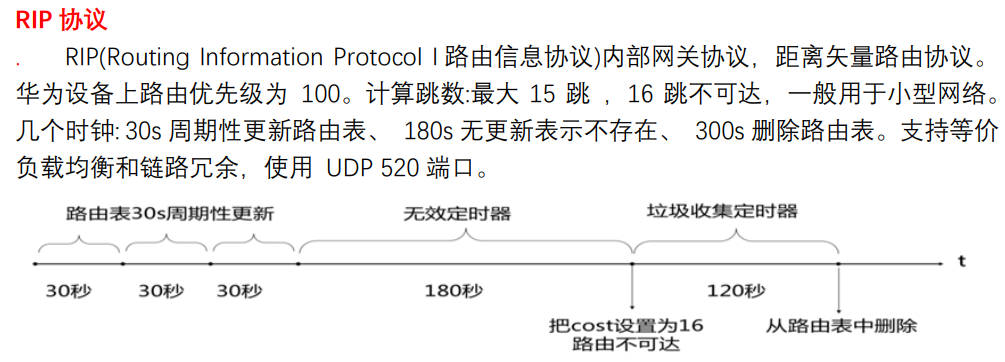 RIP 协议
. RIP(Routing Information Protocol l 路由信息协议)内部网关协议，距离矢量路由协议。
华为设备上路由优先级为 100。计算跳数:最大 15 跳 ，16 跳不可达，一般用于小型网络。
几个时钟: 30s 周期性更新路由表、 180s 无更新表示不存在、 300s 删除路由表。支持等价
负载均衡和链路冗余，使用 UDP 520 端口。
路由表30s周期性更新 无效定时器 垃圾收集定时器
t
30秒 30秒 30秒 180秒 120秒
把cost设置为16 从路由表中删除
路由不可达